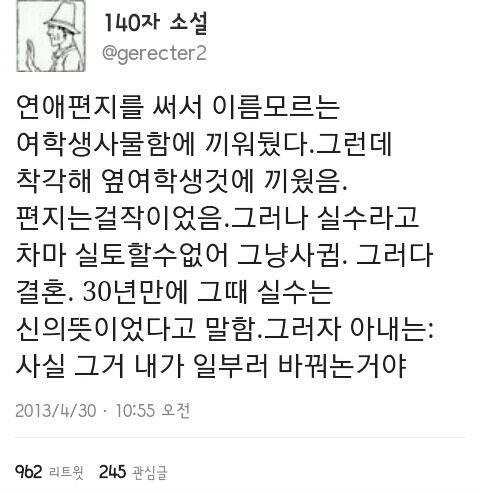 140자 소설
@gerecter2
연애편지를 써서 이름모르는
여학생사물함에 끼워뒀다.그런데
착각해 옆여학생것에 끼웠음.
편지는걸작이었음.그러나 실수라고
차마 실토할수없어 그냥사귐. 그러다
결혼. 30년만에 그때 실수는
신의뜻이었다고 말함.그러자 아내는:
사실 그거 내가 일부러 바꿔논거야
2013/4/30 · 10:55 오전
962 리트윗 245 관심글